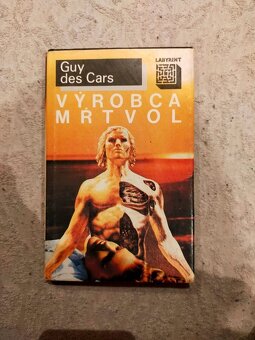 Guy
des Cars
LABYRINT
VÝROBCA
MŔTVOL